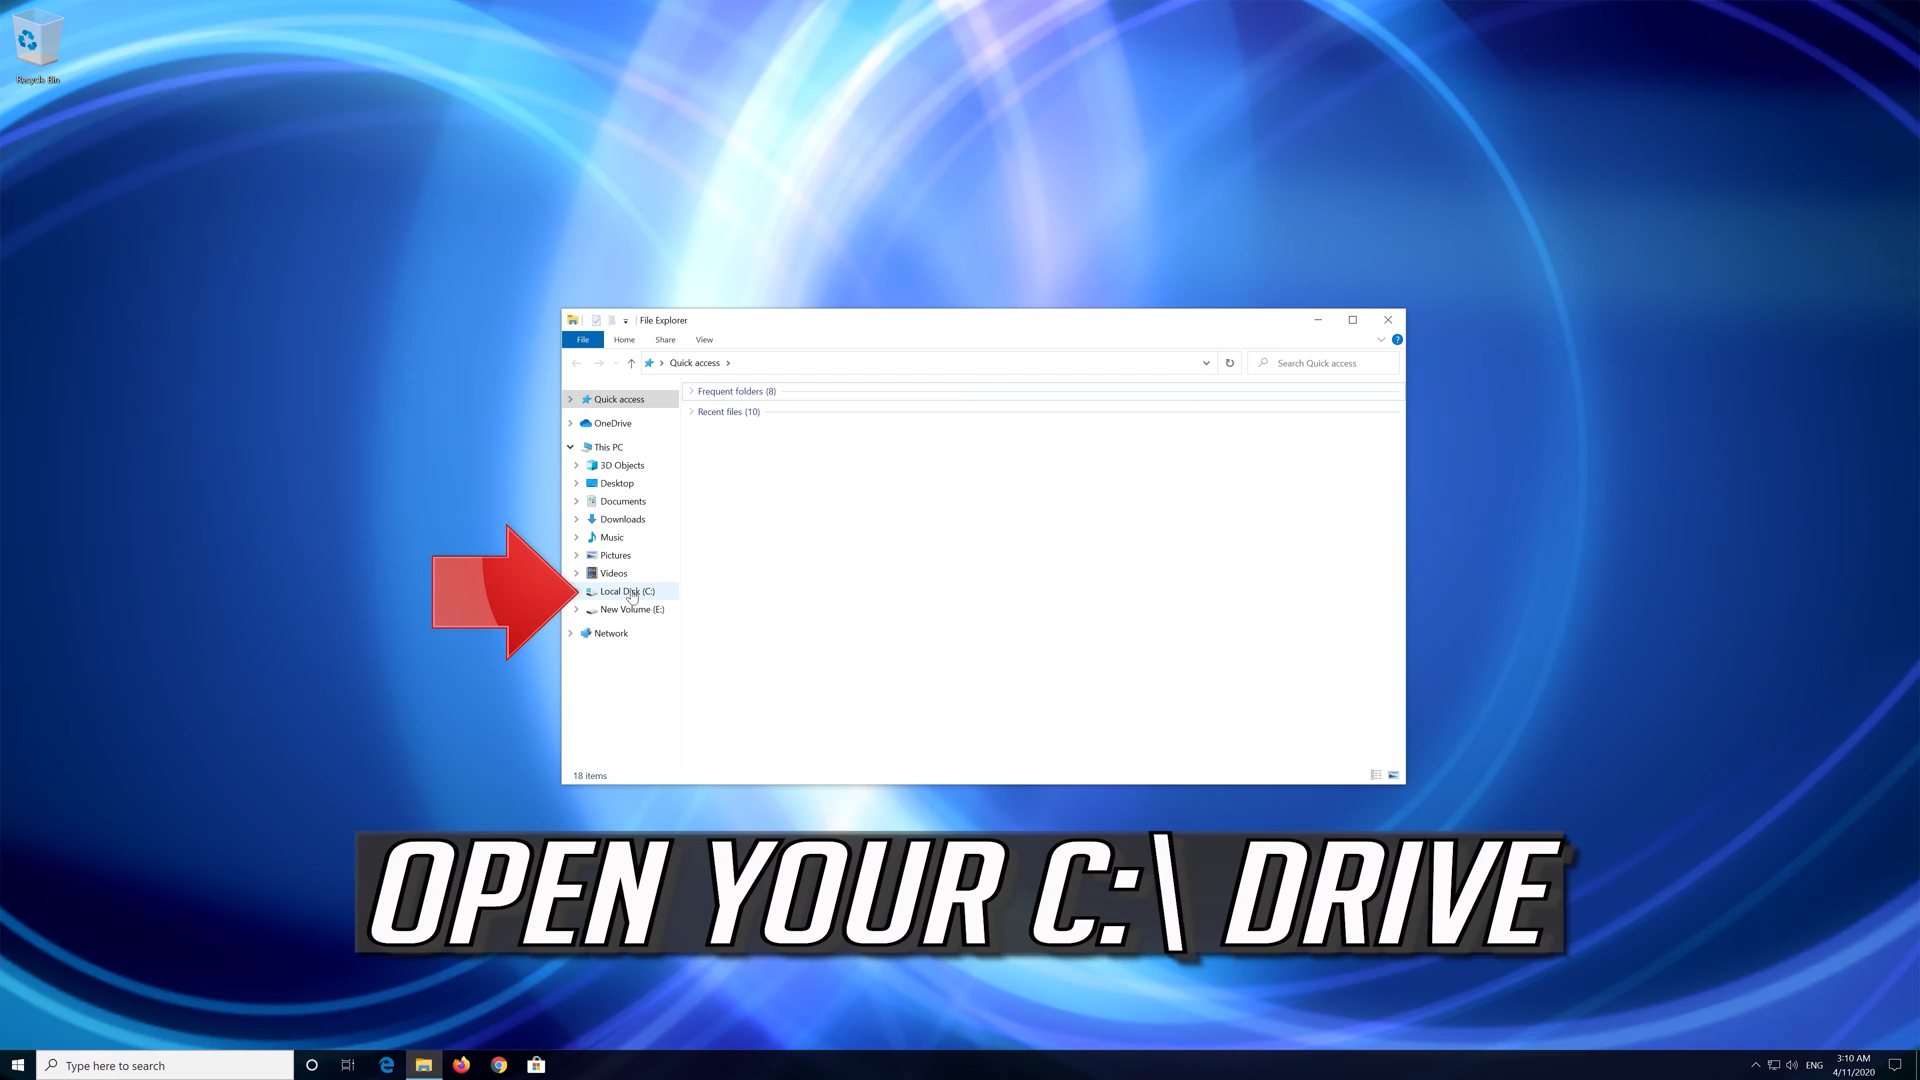 Recycle Bin
File Explorer
File Home Share View
Quick access
Search Quick access
Quick access
OneDrive
This PC
3D Objects
Desktop
Documents
Downloads
Music
Pictures
Videos
Local Disk (C:)
New Volume (E:)
Network
Frequent folders (8)
Recent files (10)
18 items
OPEN YOUR C:\ DRIVE
Type here to search
ENG
3:10 AM
4/11/2020